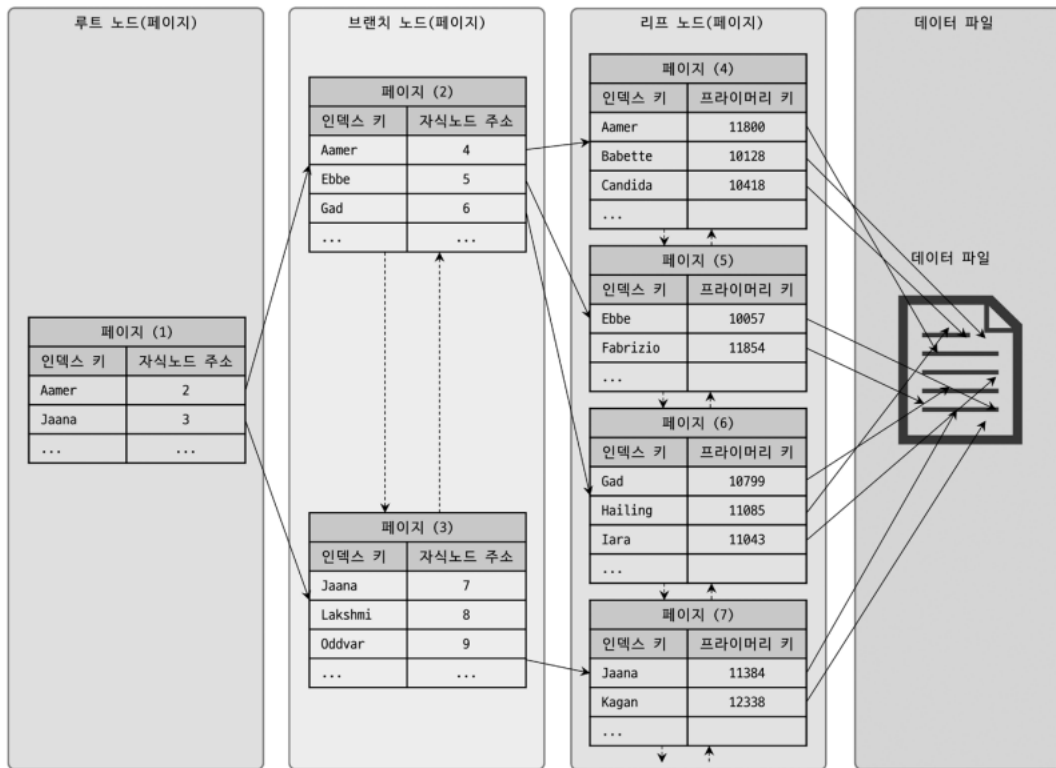 루트 노드(페이지)
페이지 (1)
인덱스 키 자식노드 주소
Aamer 2
Jaana 3
... ...
브랜치 노드(페이지)
페이지 (2)
인덱스 키 자식노드 주소
Aamer 4
Ebbe 5
Gad 6
... ...
페이지 (3)
인덱스 키 자식노드 주소
Jaana 7
Lakshmi 8
Oddvar 9
... ...
리프 노드(페이지)
페이지 (4)
인덱스 키 프라이머리 키
Aamer 11800
Babette 10128
Candida 10418
...
페이지 (5)
인덱스 키 프라이머리 키
Ebbe 10057
Fabrizio 11854
...
페이지 (6)
인덱스 키 프라이머리 키
Gad 10799
Hailing 11085
Iara 11043
...
페이지 (7)
인덱스 키 프라이머리 키
Jaana 11384
Kagan 12338
...
데이터 파일
데이터 파일